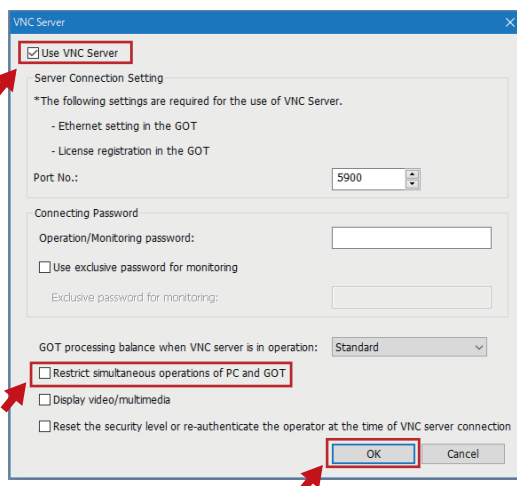 VNC Server
Use VNC Server
Server Connection Setting
*The following settings are required for the use of VNC Server.
- Ethernet setting in the GOT
- License registration in the GOT
Port No.: 5900
Connecting Password
Operation/Monitoring password:
Use exclusive password for monitoring
Exclusive password for monitoring:
GOT processing balance when VNC server is in operation: Standard
Restrict simultaneous operations of PC and GOT
Display video/multimedia
Reset the security level or re-authenticate the operator at the time of VNC server connection
OK Cancel